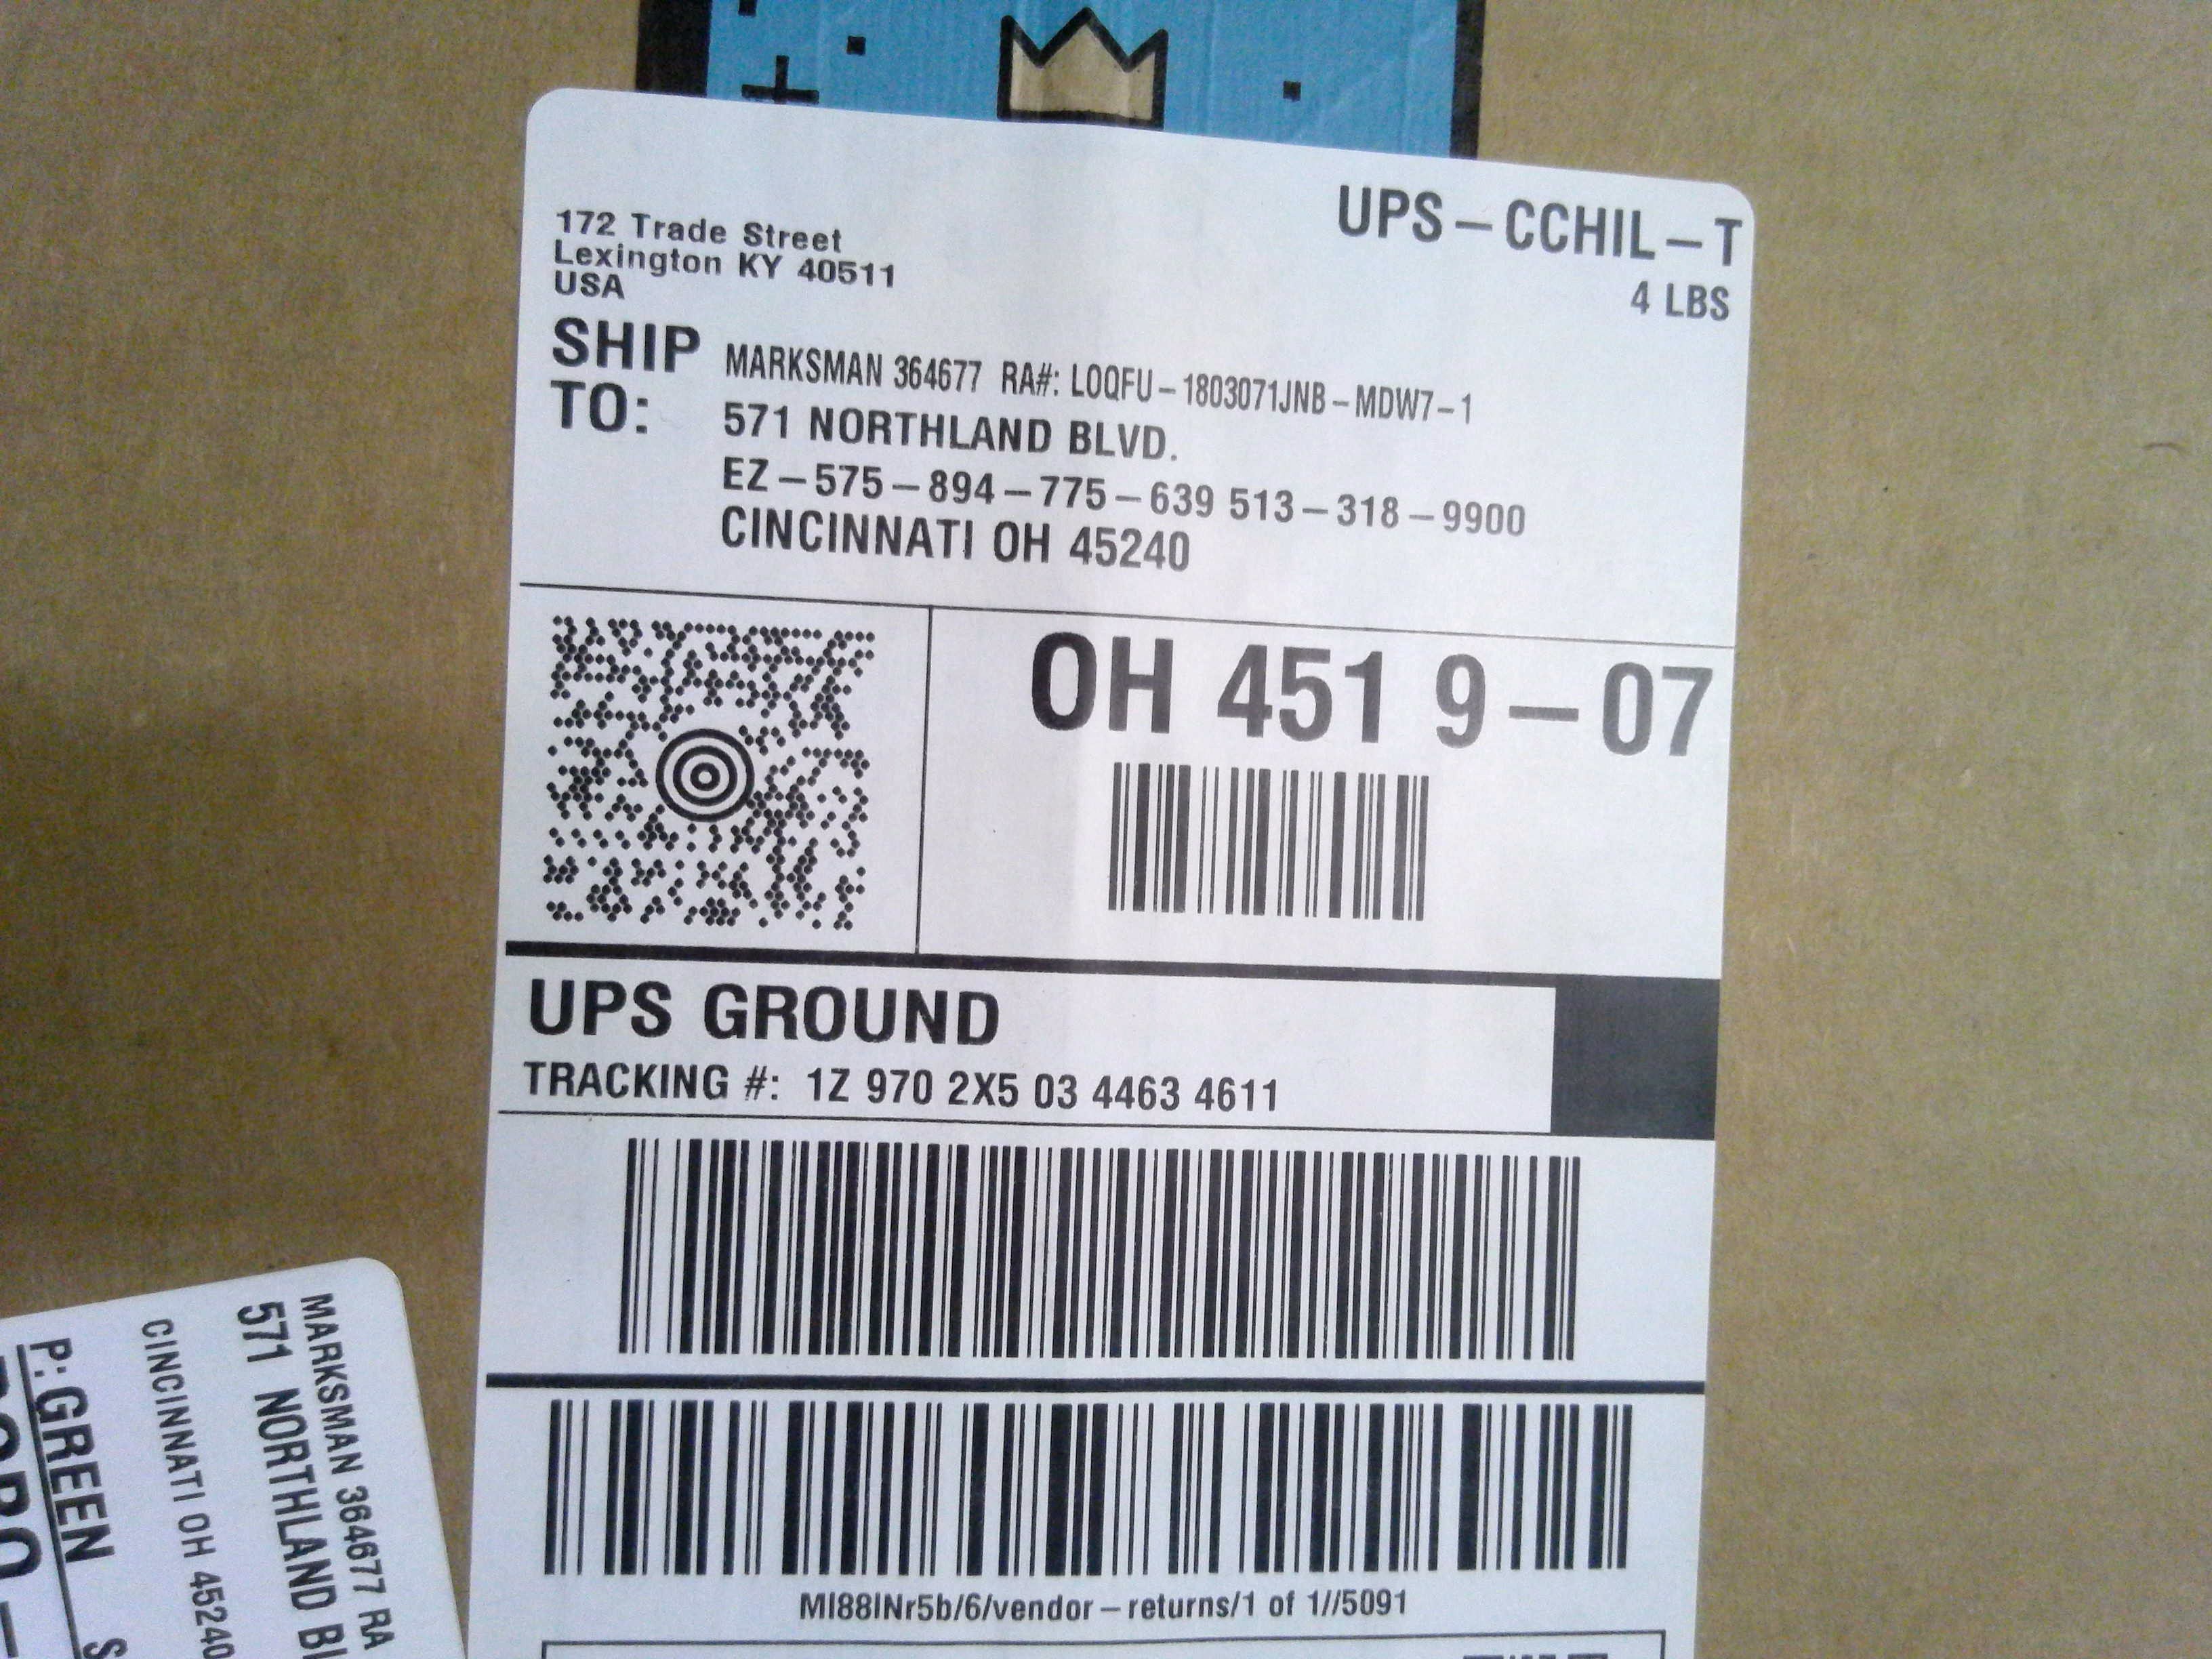 UPS-CCHIL-T
4 LBS
172 Trade Street
Lexington KY 40511
USA
SHIP TO:
MARKSMAN 364677 RA#: LOQFU-1803071JNB-MDW7-1
571 NORTHLAND BLVD.
EZ-575-894-775-639 513-318-9900
CINCINNATI OH 45240
OH 451 9-07
UPS GROUND
TRACKING #: 1Z 970 2X5 03 4463 4611
MI88INr5b/6/vendor-returns/1 of 1//5091
MARKSMAN 364677 RA
571 NORTHLAND
CINCINNATI OH 45240
P:GREEN S